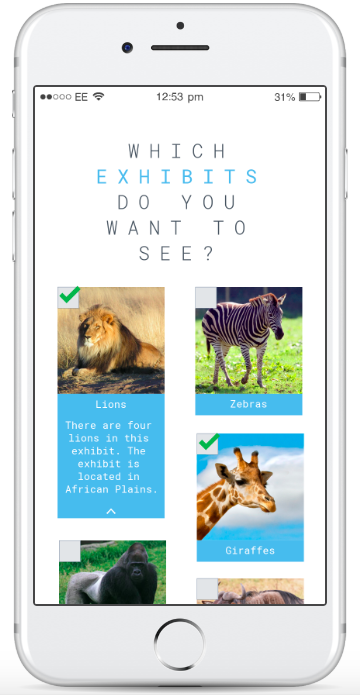 EE 12:53 pm 31%
WHICH
EXHIBITS
DO YOU
WANT TO
SEE?
Lions
There are four
lions in this
exhibit. The
exhibit is
located in
African Plains.
Zebras
Giraffes